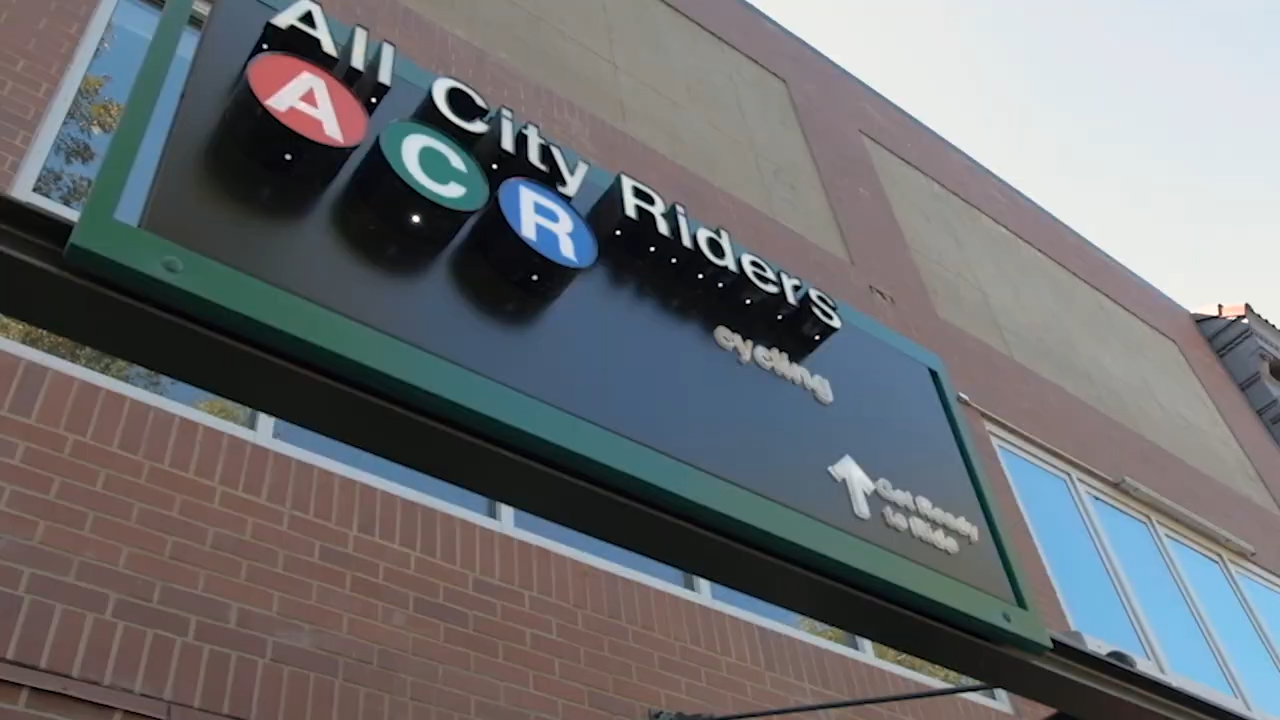 All City Riders
A C R
cycling
Get Ready
to Ride